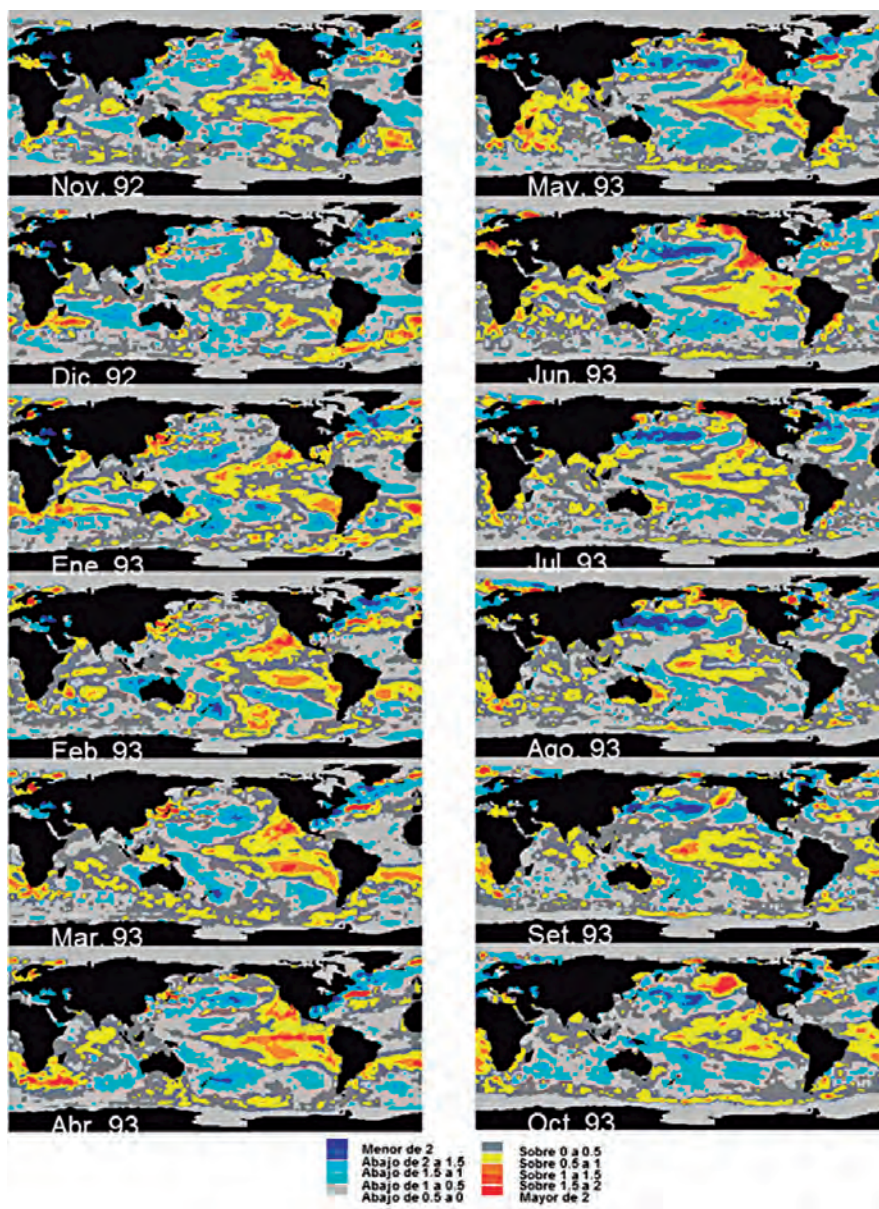 Nov. 92
May. 93
Dic. 92
Jun. 93
Ene. 93
Jul. 93
Feb. 93
Ago. 93
Mar. 93
Set. 93
Abr. 93
Oct. 93
Menor de 2
Abajo de 2 a 1.5
Abajo de 1.5 a 1
Abajo de 1 a 0.5
Abajo de 0.5 a 0
Sobre 0 a 0.5
Sobre 0.5 a 1
Sobre 1 a 1.5
Sobre 1.5 a 2
Mayor de 2